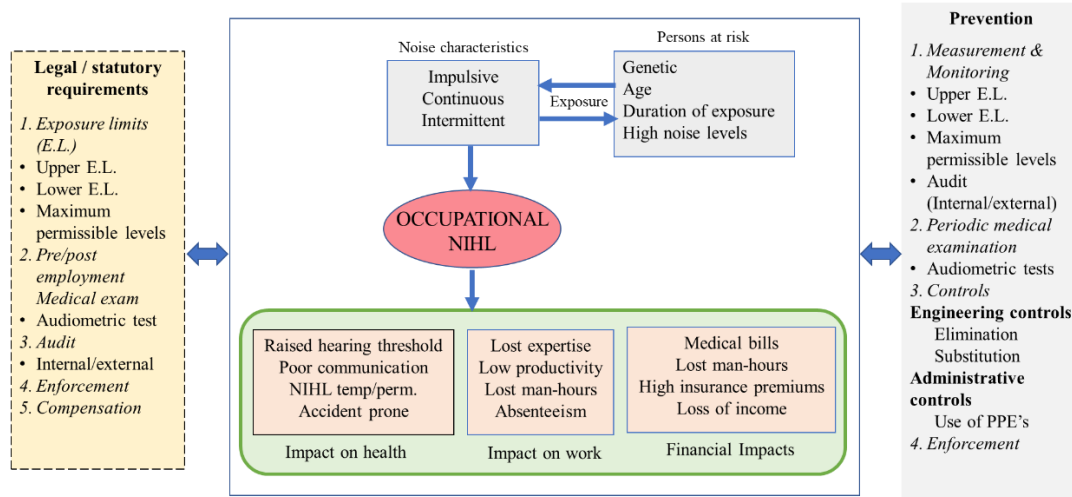 Legal / statutory
requirements
1. Exposure limits
(E.L.)
• Upper E.L.
• Lower E.L.
• Maximum
permissible levels
2. Pre/post
employment
Medical exam
• Audiometric test
3. Audit
• Internal/external
4. Enforcement
5. Compensation
Noise characteristics
Impulsive
Continuous
Intermittent
Exposure
Persons at risk
Genetic
Age
Duration of exposure
High noise levels
OCCUPATIONAL
NIHL
Raised hearing threshold
Poor communication
NIHL temp/perm.
Accident prone
Impact on health
Lost expertise
Low productivity
Lost man-hours
Absenteeism
Impact on work
Medical bills
Lost man-hours
High insurance premiums
Loss of income
Financial Impacts
Prevention
1. Measurement &
Monitoring
• Upper E.L.
• Lower E.L.
• Maximum
permissible levels
• Audit
(Internal/external)
2. Periodic medical
examination
• Audiometric tests
3. Controls
Engineering controls
Elimination
Substitution
Administrative
controls
Use of PPE's
4. Enforcement